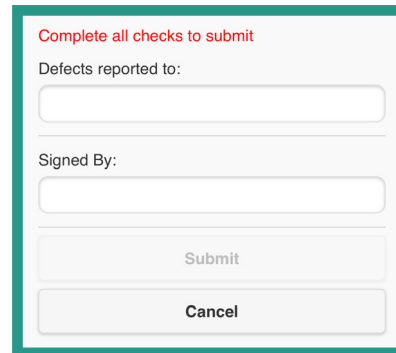 Complete all checks to submit
Defects reported to:
Signed By:
Submit
Cancel